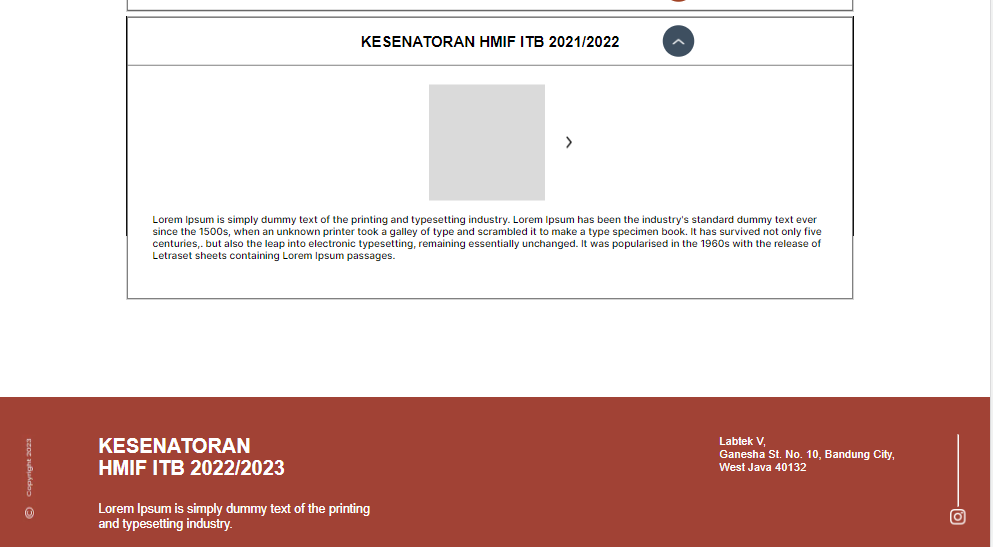 KESENATORAN HMIF ITB 2021/2022
Lorem Ipsum is simply dummy text of the printing and typesetting industry. Lorem Ipsum has been the industry's standard dummy text ever
since the 1500s, when an unknown printer took a galley of type and scrambled it to make a type specimen book. It has survived not only five
centuries,. but also the leap into electronic typesetting, remaining essentially unchanged. It was popularised in the 1960s with the release of
Letraset sheets containing Lorem Ipsum passages.
© Copyright 2023
KESENATORAN
HMIF ITB 2022/2023
Lorem Ipsum is simply dummy text of the printing
and typesetting industry.
Labtek V,
Ganesha St. No. 10, Bandung City,
West Java 40132